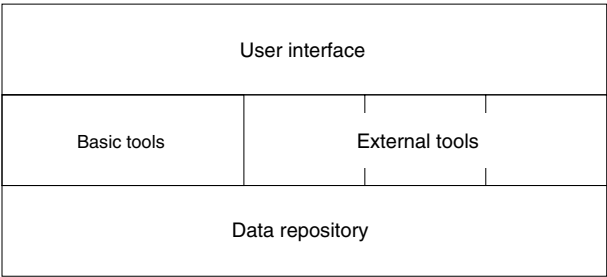 User interface
Basic tools
External tools
Data repository